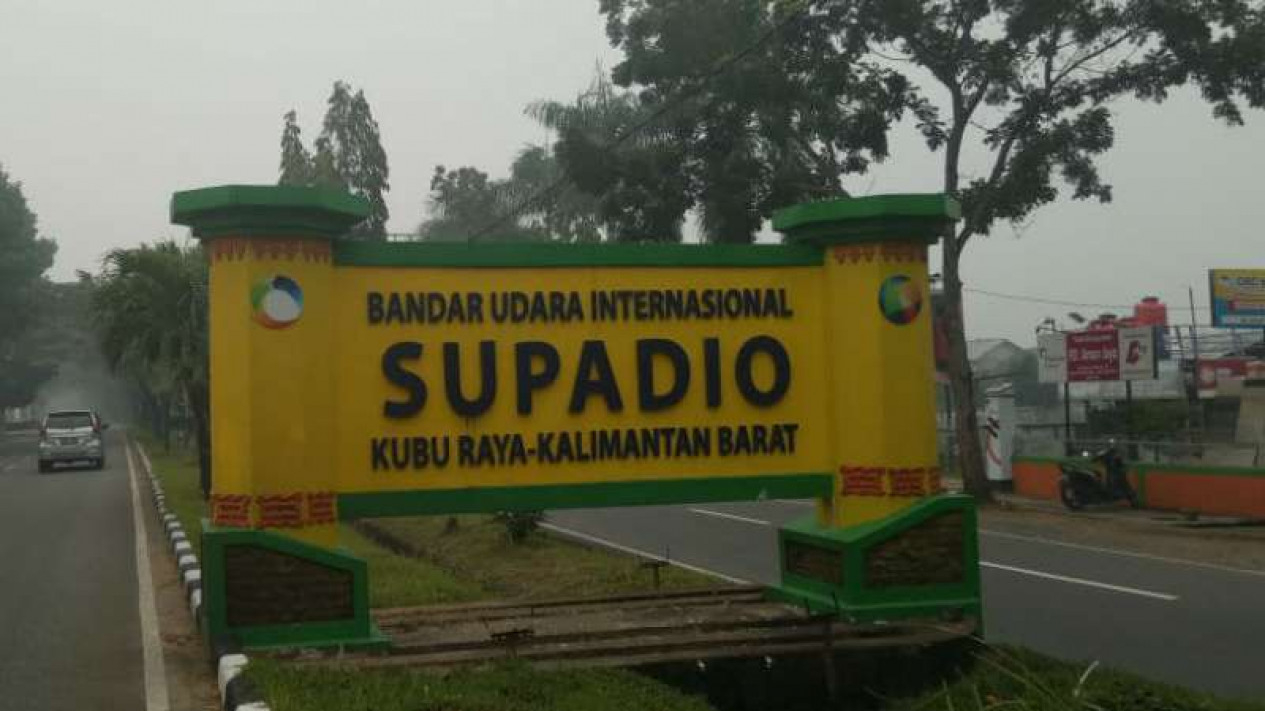 BANDAR UDARA INTERNASIONAL
SUPADIO
KUBU RAYA-KALIMANTAN BARAT